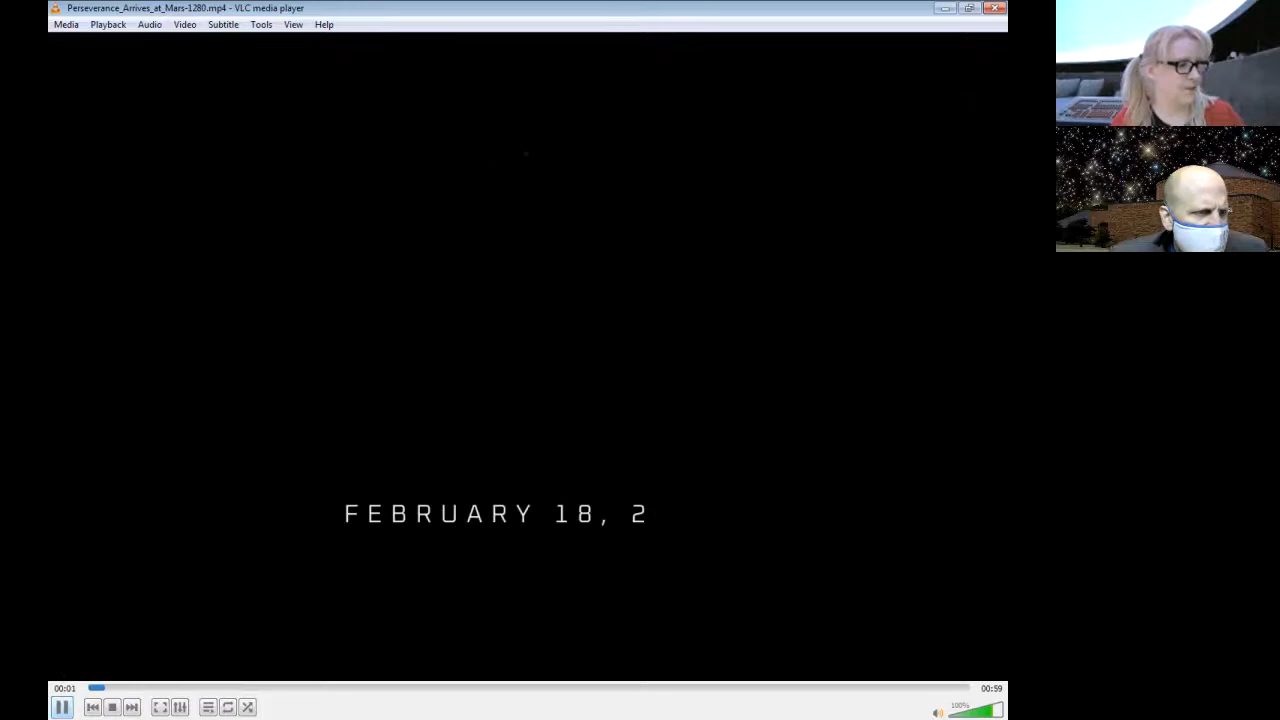 Perseverance_Arrives_at_Mars-1280.mp4 - VLC media player
Media Playback Audio Video Subtitle Tools View Help
FEBRUARY 18, 2
00:01
00:59
100%